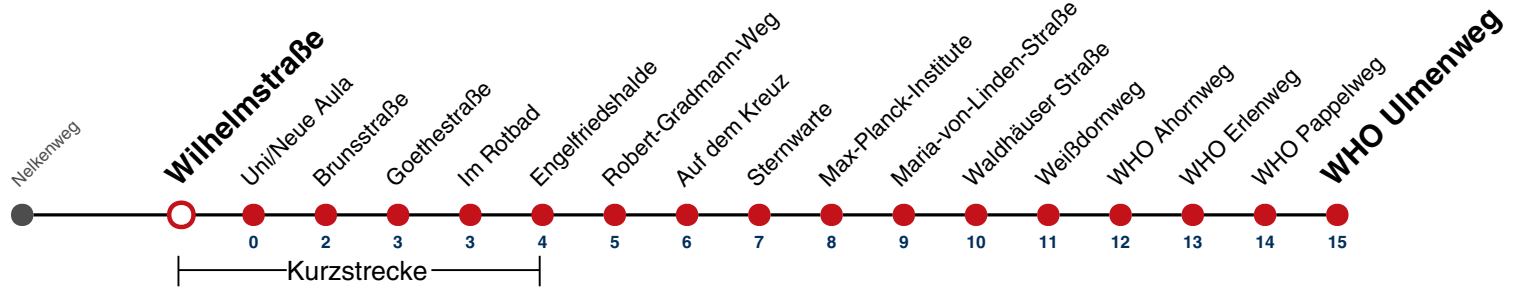 Nelkenweg
Wilhelmstraße
Uni/Neue Aula
Brunsstraße
Goethestraße
Im Rotbad
Engelfriedshalde
Robert-Gradmann-Weg
Auf dem Kreuz
Sternwarte
Max-Planck-Institute
Maria-von-Linden-Straße
Waldhäuser Straße
Weißdornweg
WHO Ahornweg
WHO Erlenweg
WHO Pappelweg
WHO Ulmenweg
0 2 3 3 4 5 6 7 8 9 10 11 12 13 14 15
Kurzstrecke